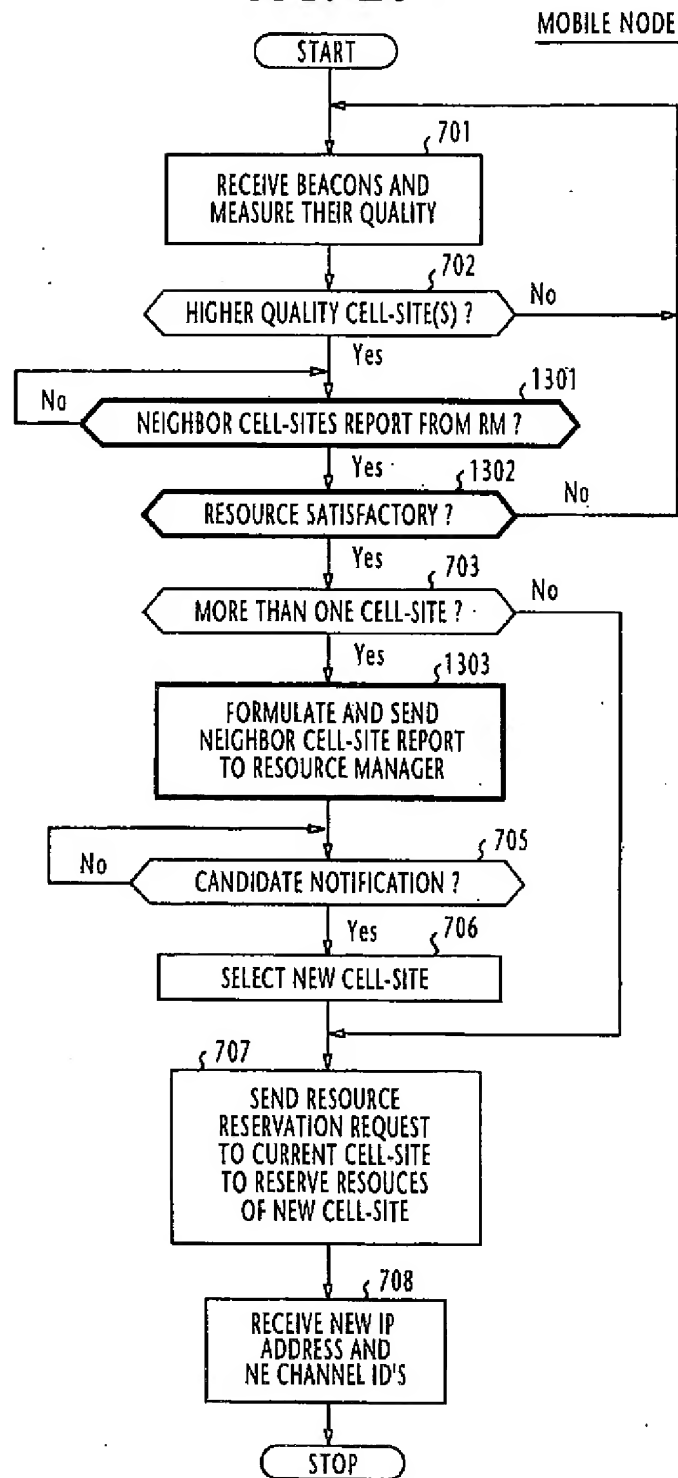 MOBILE NODE
START
701
RECEIVE BEACONS AND
MEASURE THEIR QUALITY
702
HIGHER QUALITY CELL-SITE(S) ?
No
Yes
1301
No
NEIGHBOR CELL-SITES REPORT FROM RM ?
Yes
1302
RESOURCE SATISFACTORY ?
No
Yes
703
MORE THAN ONE CELL-SITE ?
No
Yes
1303
FORMULATE AND SEND
NEIGHBOR CELL-SITE REPORT
TO RESOURCE MANAGER
705
No
CANDIDATE NOTIFICATION ?
Yes
706
SELECT NEW CELL-SITE
707
SEND RESOURCE
RESERVATION REQUEST
TO CURRENT CELL-SITE
TO RESERVE RESOUCES
OF NEW CELL-SITE
708
RECEIVE NEW IP
ADDRESS AND
NE CHANNEL ID'S
STOP